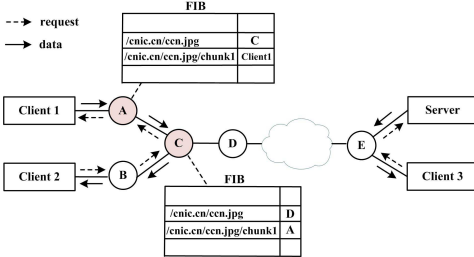 FIB
request
data
/cnic.cn/ccn.jpg C
/cnic.cn/ccn.jpg/chunk1 Client1
Client 1 A
Server
C D E
Client 2 B
Client 3
FIB
/cnic.cn/ccn.jpg D
/cnic.cn/ccn.jpg/chunk1 A